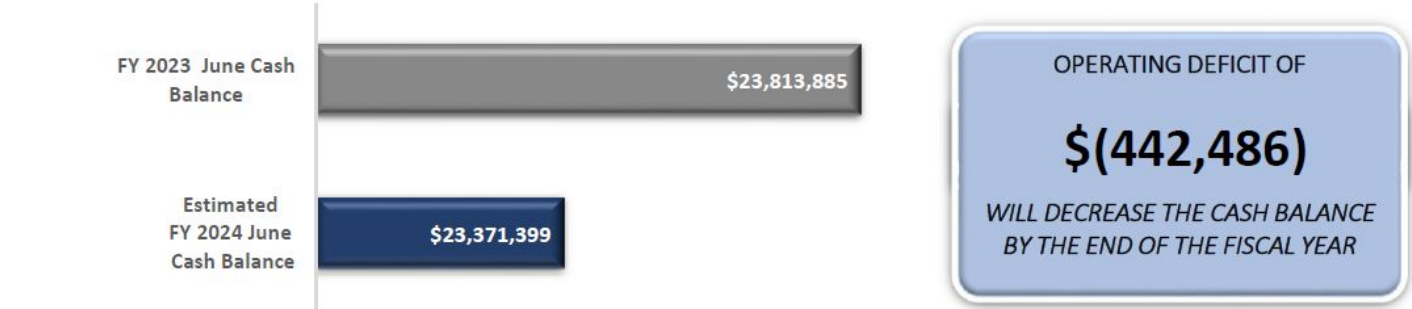 FY 2023 June Cash
Balance
$23,813,885
Estimated
FY 2024 June
Cash Balance
$23,371,399
OPERATING DEFICIT OF
$(442,486)
WILL DECREASE THE CASH BALANCE
BY THE END OF THE FISCAL YEAR